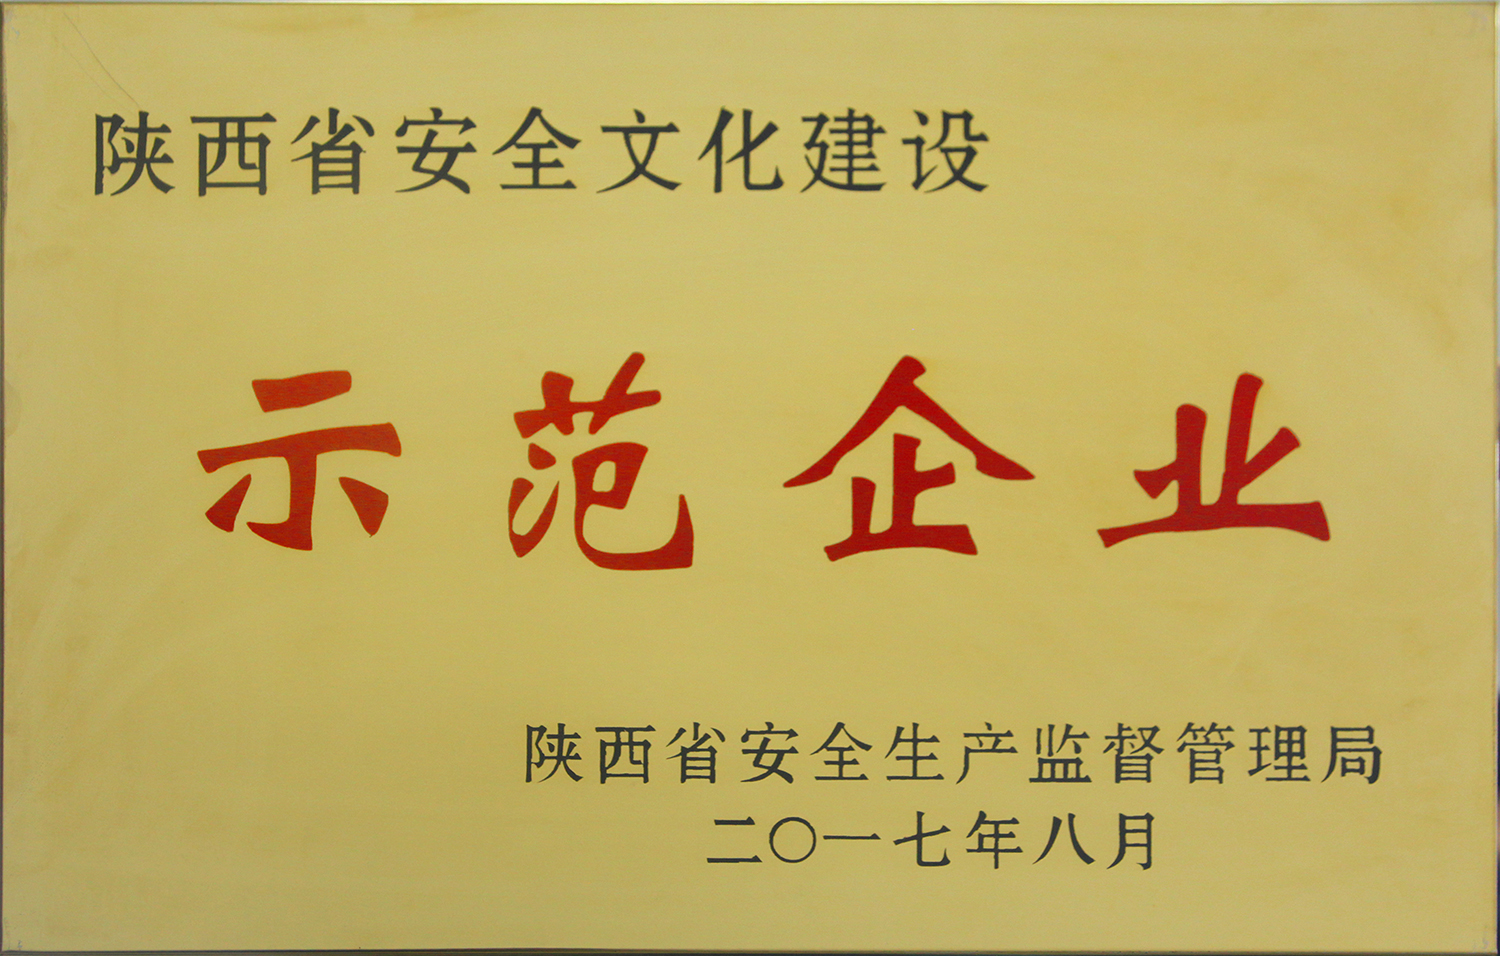 陕西省安全文化建设
示范企业
陕西省安全生产监督管理局
二〇一七年八月